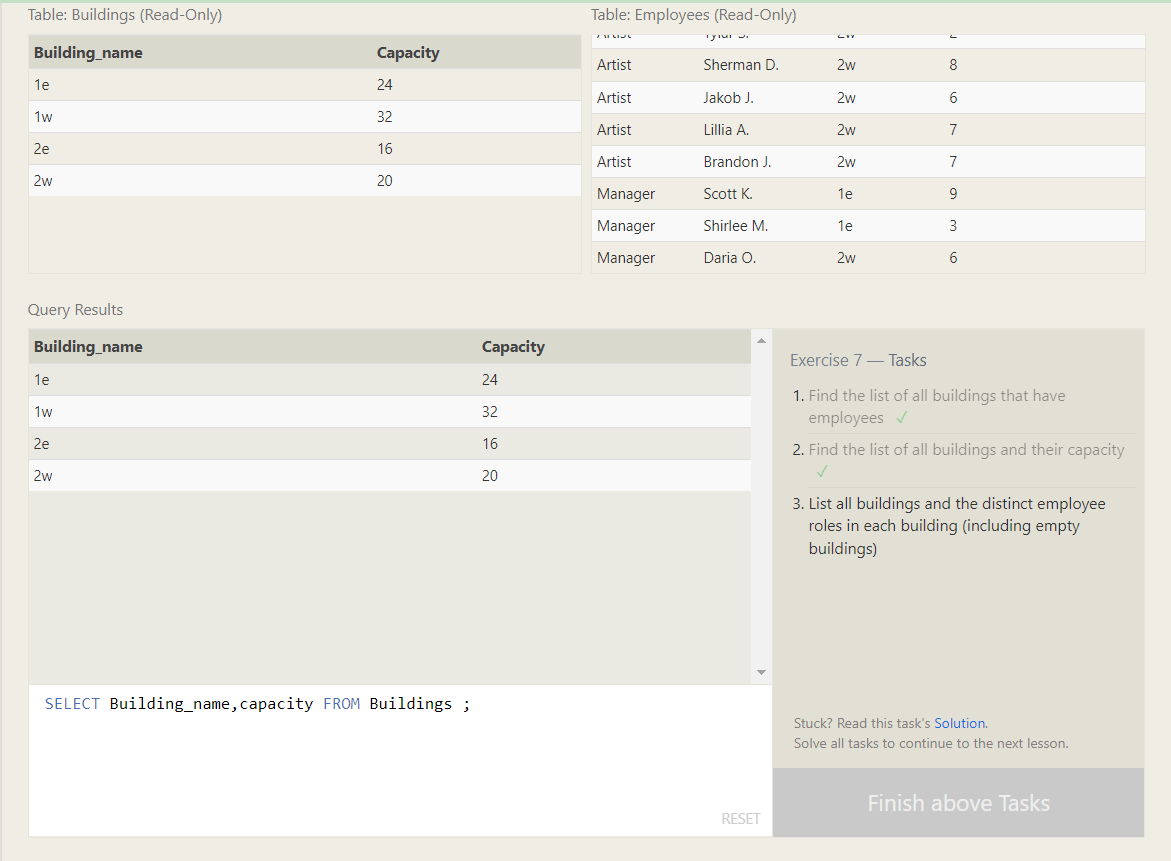 Table: Buildings (Read-Only)
Building_name Capacity
1e 24
1w 32
2e 16
2w 20
Table: Employees (Read-Only)
Artist Tylar S. 2w 2
Artist Sherman D. 2w 8
Artist Jakob J. 2w 6
Artist Lillia A. 2w 7
Artist Brandon J. 2w 7
Manager Scott K. 1e 9
Manager Shirlee M. 1e 3
Manager Daria O. 2w 6
Query Results
Building_name Capacity
1e 24
1w 32
2e 16
2w 20
Exercise 7 — Tasks
1. Find the list of all buildings that have
employees ✓
2. Find the list of all buildings and their capacity
✓
3. List all buildings and the distinct employee
roles in each building (including empty
buildings)
Stuck? Read this task's Solution.
Solve all tasks to continue to the next lesson.
Finish above Tasks
SELECT Building_name,capacity FROM Buildings ;
RESET